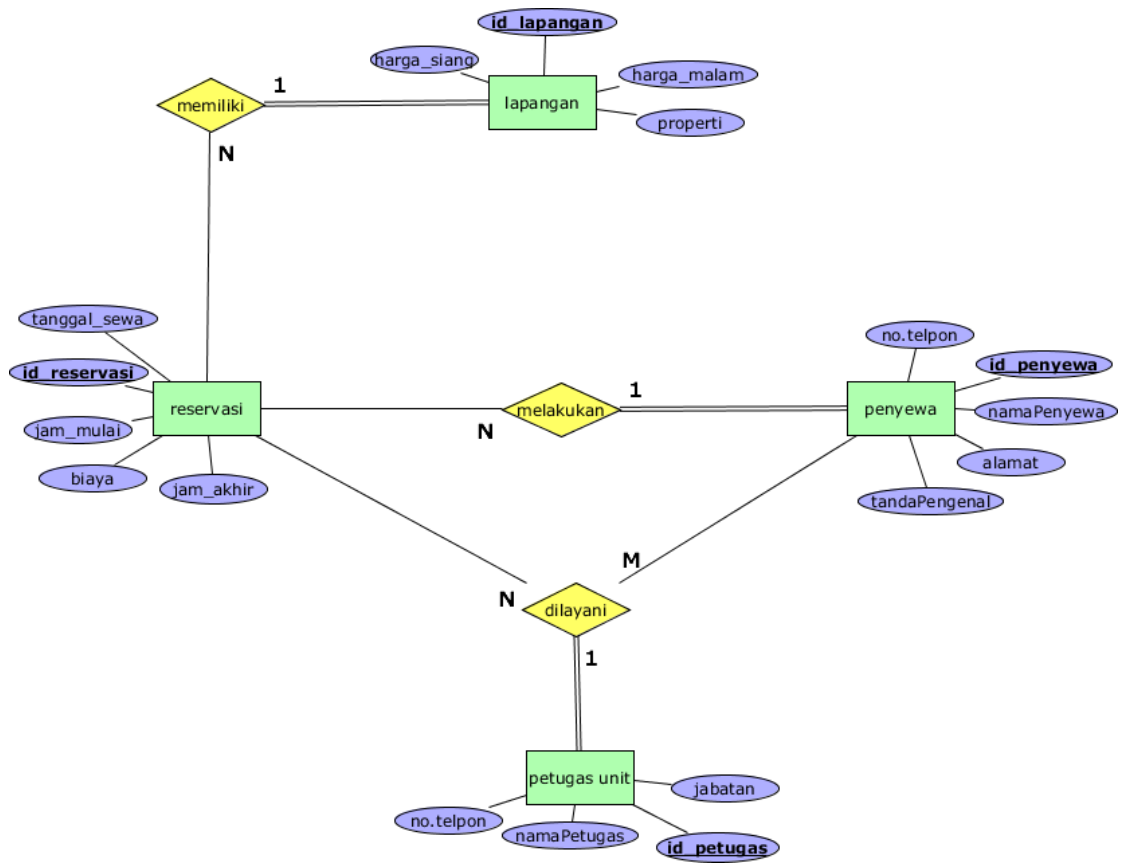 id_lapangan
harga_siang
harga_malam
1
lapangan
memiliki
properti
N
tanggal_sewa
no.telpon
id_reservasi
id_penyewa
1
reservasi
melakukan
penyewa
namaPenyewa
N
jam_mulai
alamat
biaya
jam_akhir
tandaPengenal
M
N
dilayani
1
petugas unit
jabatan
no.telpon
namaPetugas
id_petugas